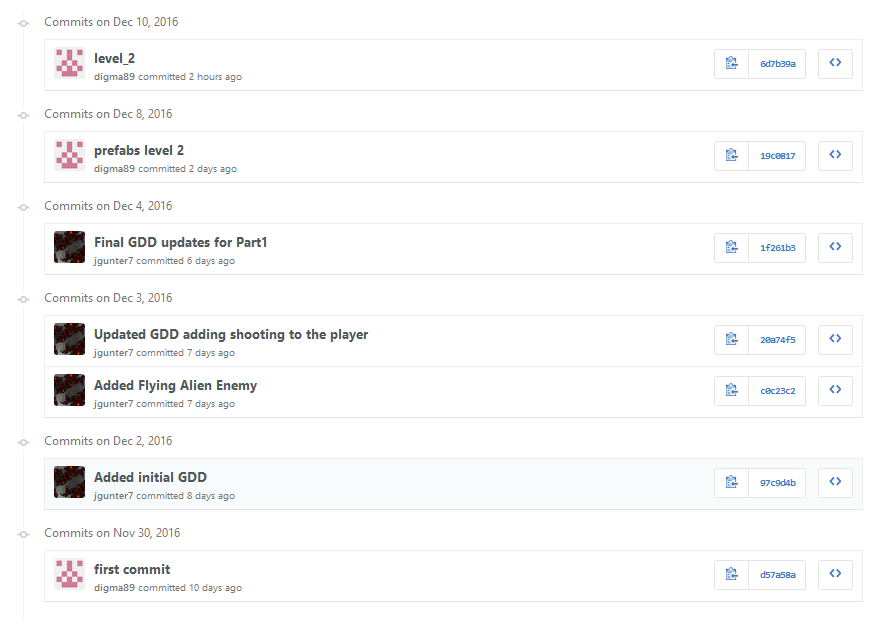 Commits on Dec 10, 2016
level_2
digma89 committed 2 hours ago
6d7b39a
Commits on Dec 8, 2016
prefabs level 2
digma89 committed 2 days ago
19c0817
Commits on Dec 4, 2016
Final GDD updates for Part1
jgunter7 committed 6 days ago
1f261b3
Commits on Dec 3, 2016
Updated GDD adding shooting to the player
jgunter7 committed 7 days ago
20a74f5
Added Flying Alien Enemy
jgunter7 committed 7 days ago
c0c23c2
Commits on Dec 2, 2016
Added initial GDD
jgunter7 committed 8 days ago
97c9d4b
Commits on Nov 30, 2016
first commit
digma89 committed 10 days ago
d57a58a